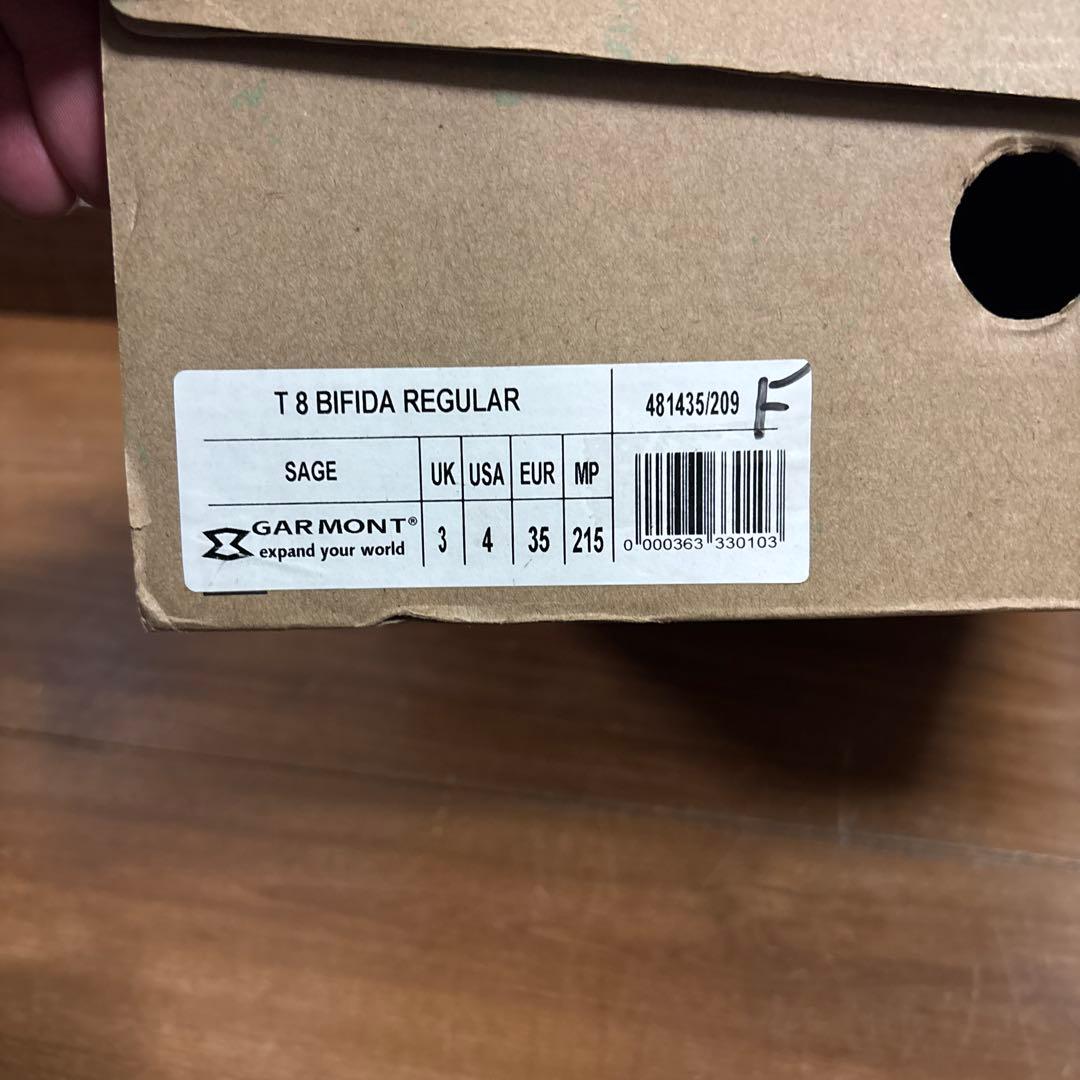 T 8 BIFIDA REGULAR
481435/209 F
SAGE UK USA EUR MP
GARMONT®
expand your world
3 4 35 215
0 000363 330103